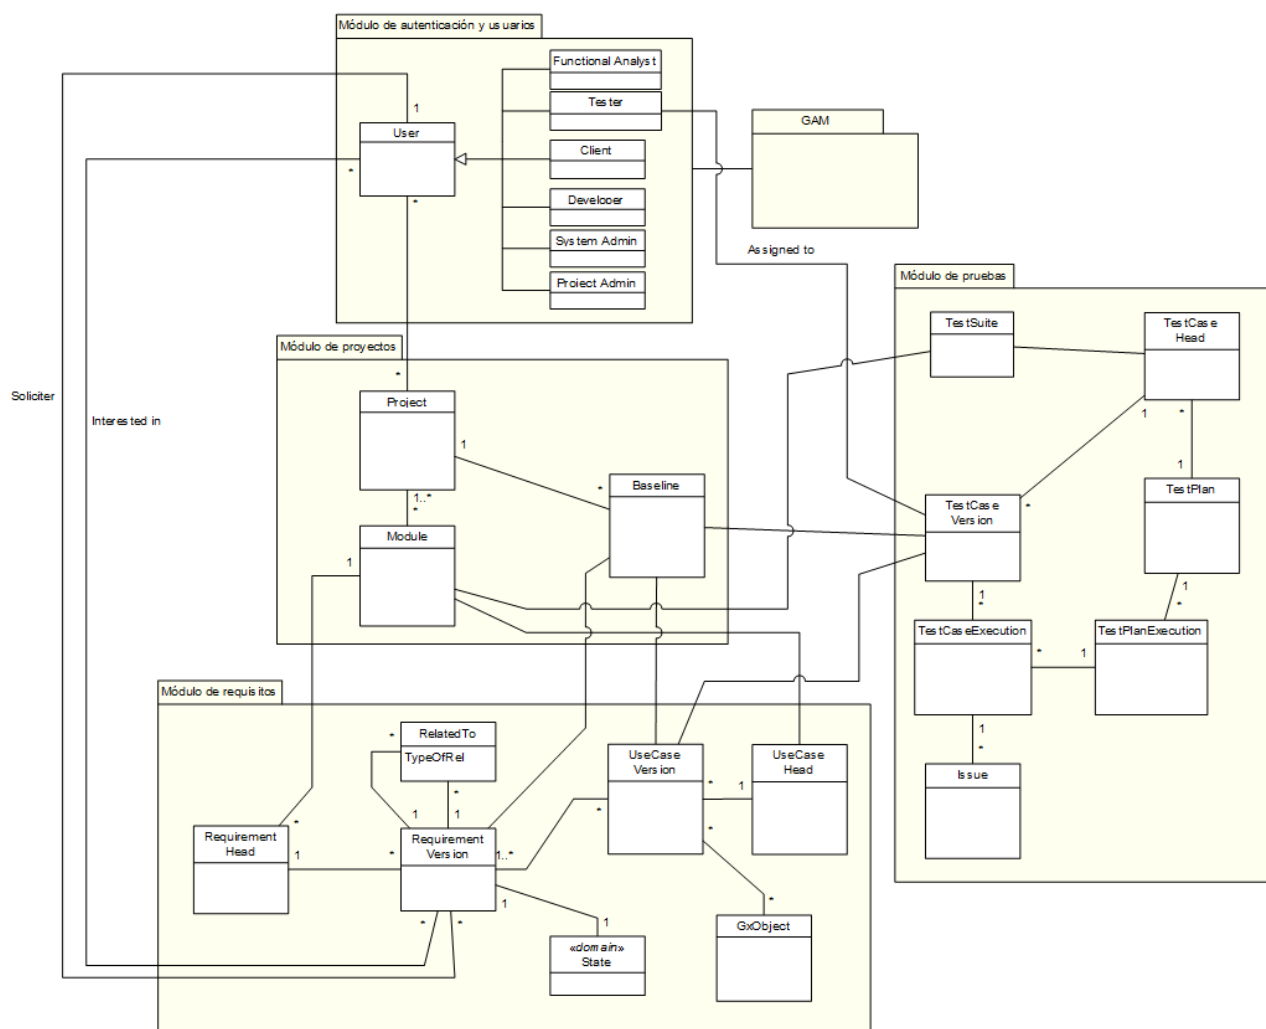 Módulo de autenticación y usuarios
Functional Analyst
Tester
1
User
GAM
Client
*
*
Developer
System Admin
Assigned to
Project Admin
Módulo de pruebas
TestSuite
TestCase
Head
Módulo de proyectos
*
Soliciter
Project
Interested in
1
*
1
1
*
Baseline
TestPlan
1..*
*
TestCase
Version
*
Module
1
1
*
1
*
TestCaseExecution
TestPlanExecution
*
1
Módulo de requisitos
*
RelatedTo
TypeOfRel
1
*
UseCase
Version
UseCase
Head
Issue
*
1
*
1
1
*
*
*
Requirement
Head
1
*
Requirement
Version
1..*
*
*
1
1
*
GxObject
«domain»
State